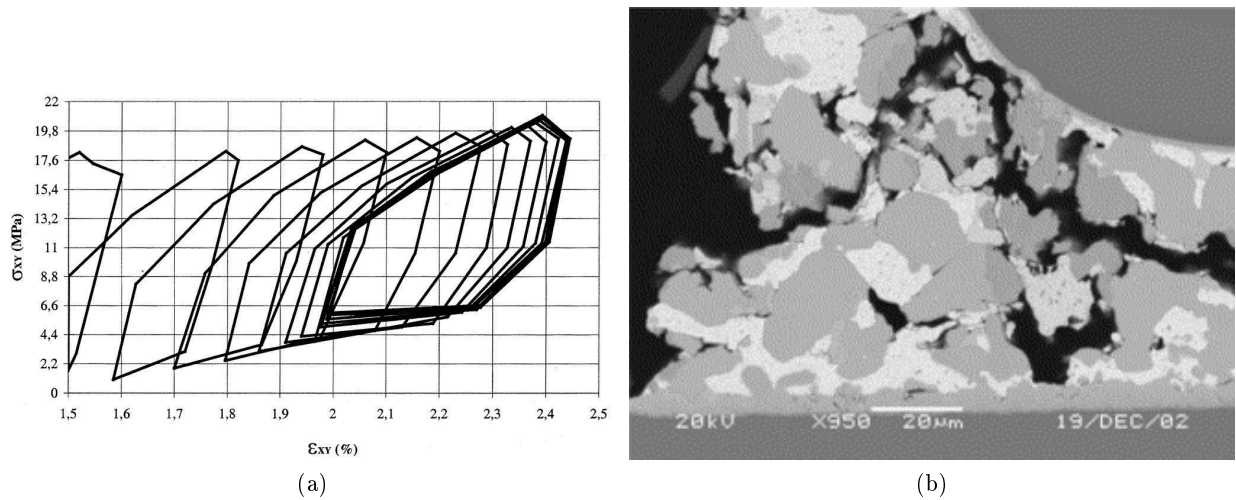 22
19,8
17,6
15,4
13,2
11
8,8
6,6
4,4
2,2
0
σXY (MPa)
1,5 1,6 1,7 1,8 1,9 2 2,1 2,2 2,3 2,4 2,5
εXY (%)
20kV X950 20μm 19/DEC/02
(a) (b)